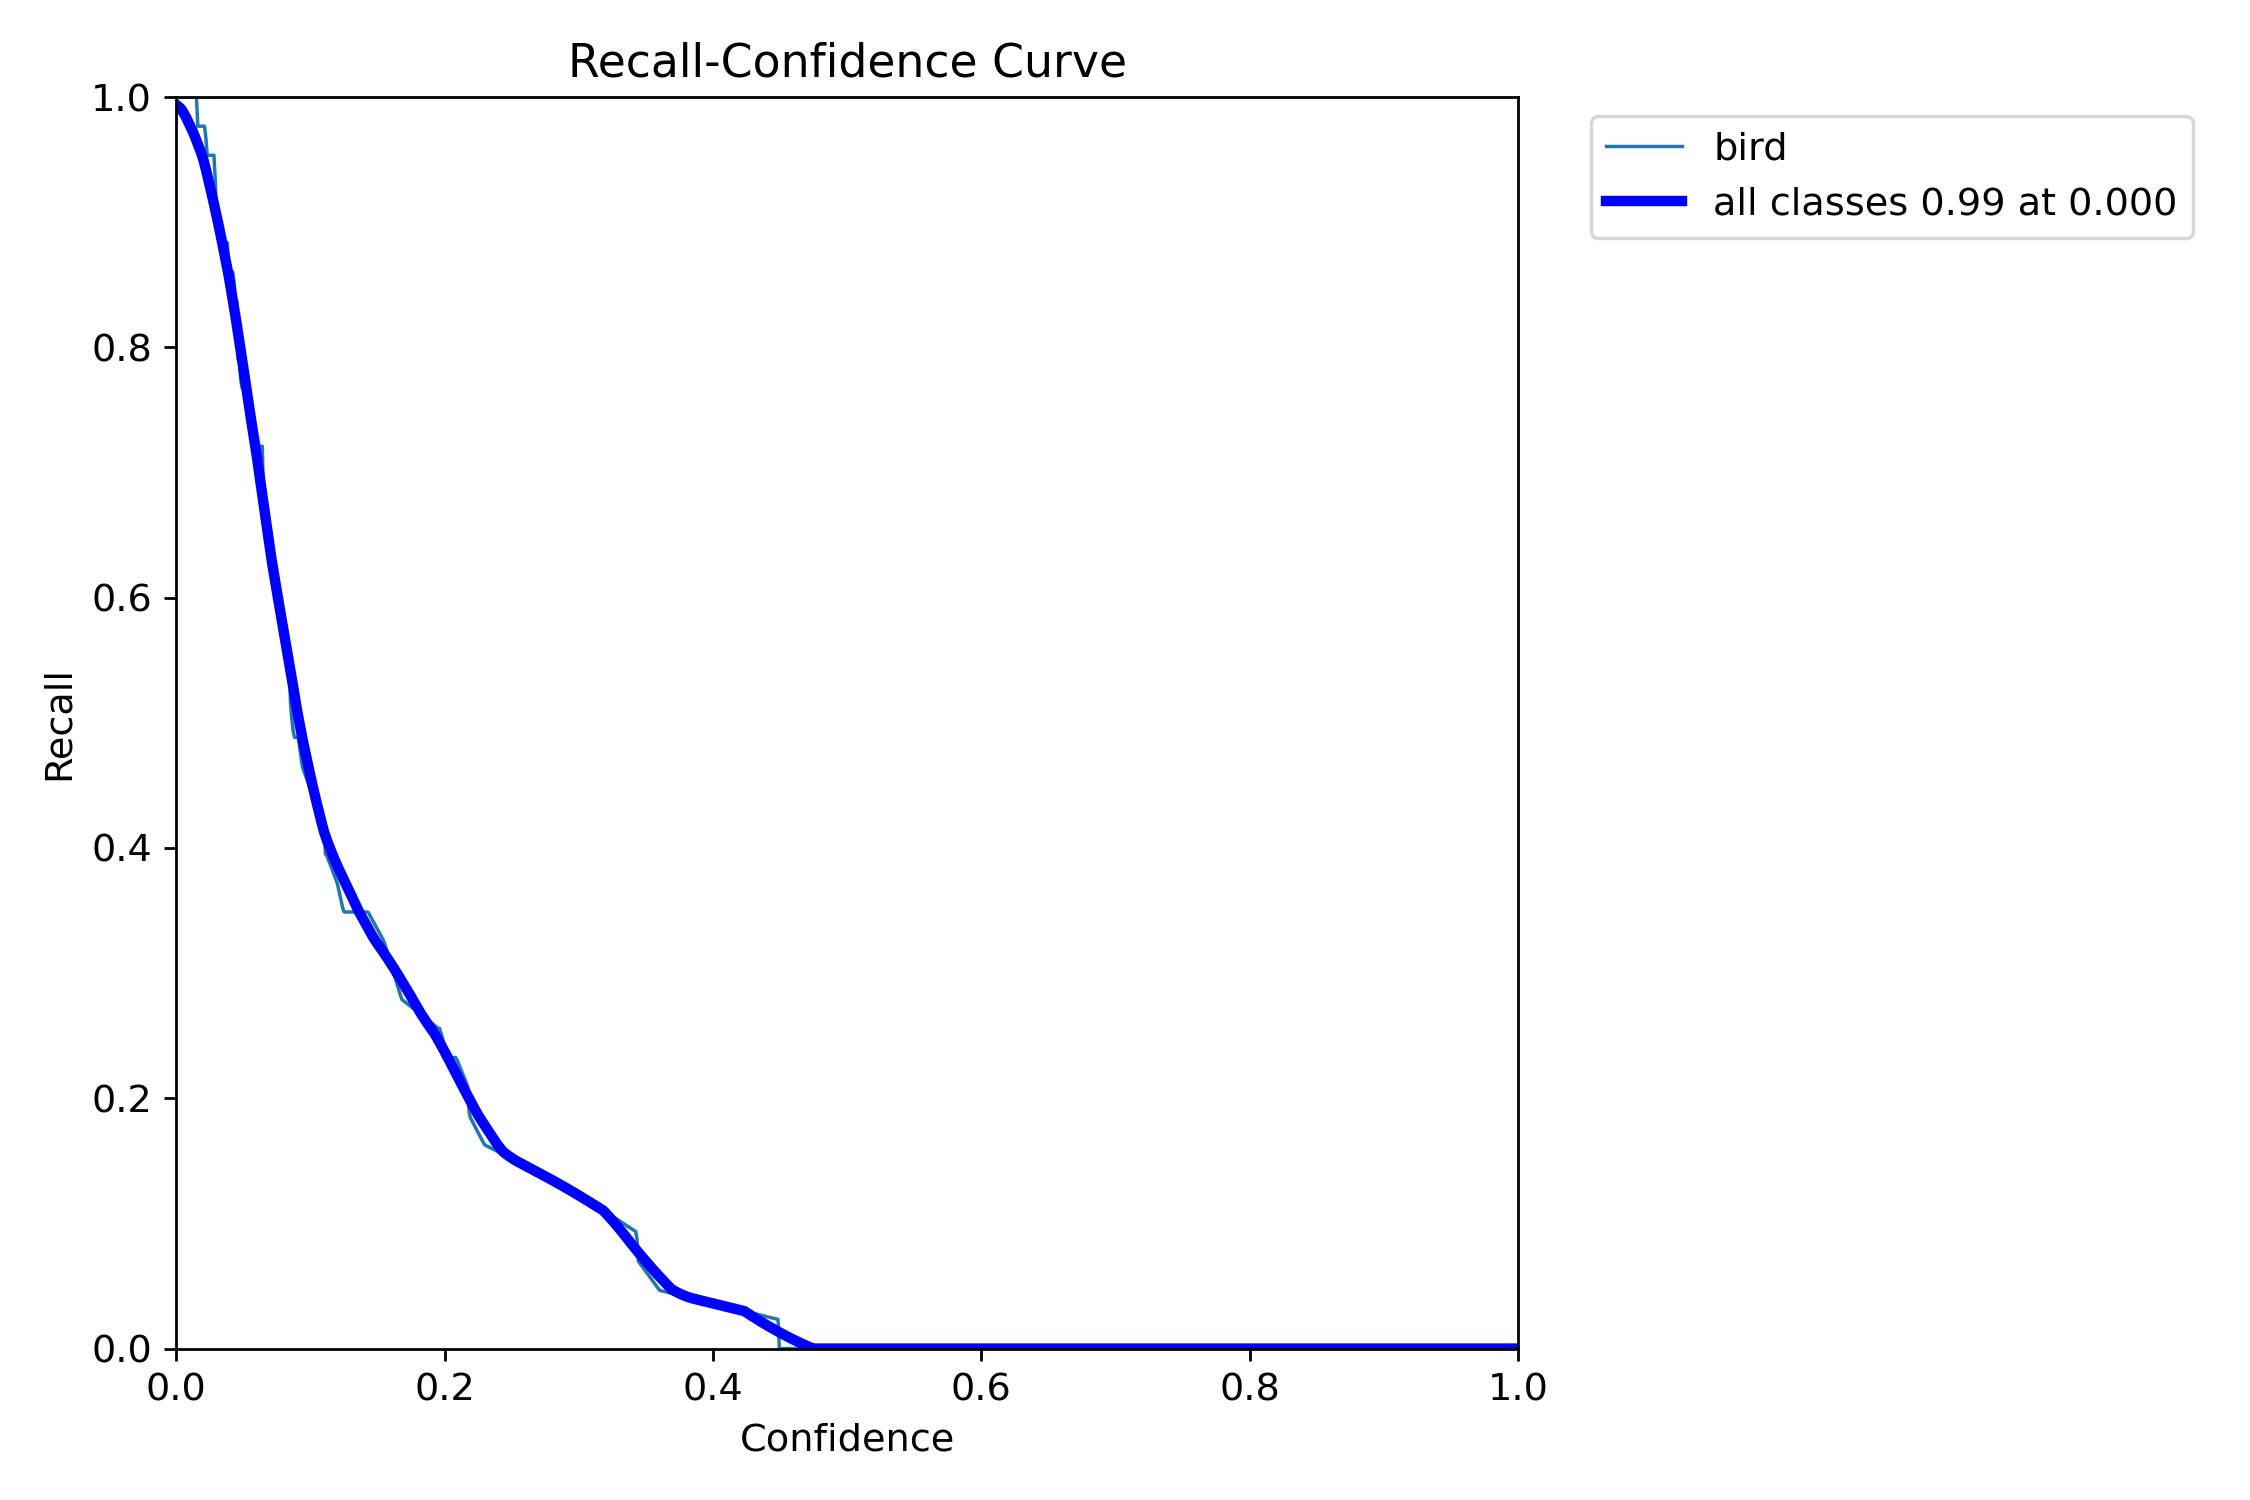 Recall-Confidence Curve
1.0
0.8
0.6
0.4
0.2
0.0
Recall
0.0 0.2 0.4 0.6 0.8 1.0
Confidence
bird
all classes 0.99 at 0.000